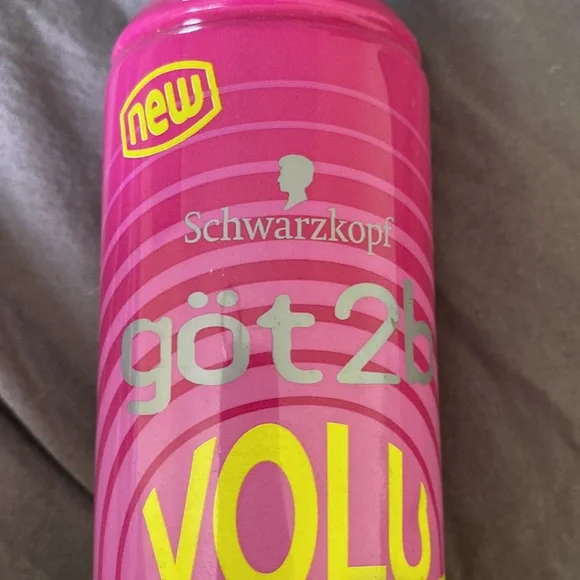 new
Schwarzkopf
göt2b
VOLU